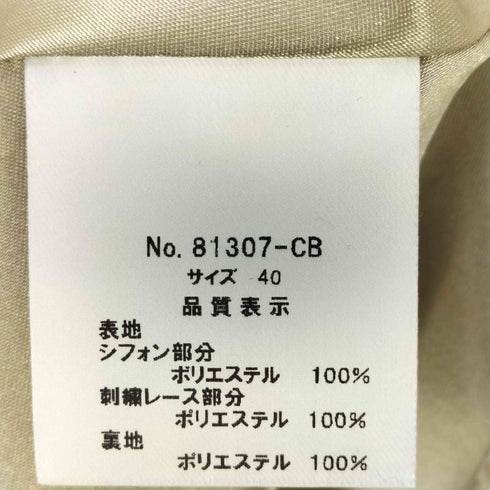 No. 81307-CB
サイズ 40
品質表示
表地
シフォン部分
ポリエステル 100%
刺繍レース部分
ポリエステル 100%
裏地
ポリエステル 100%